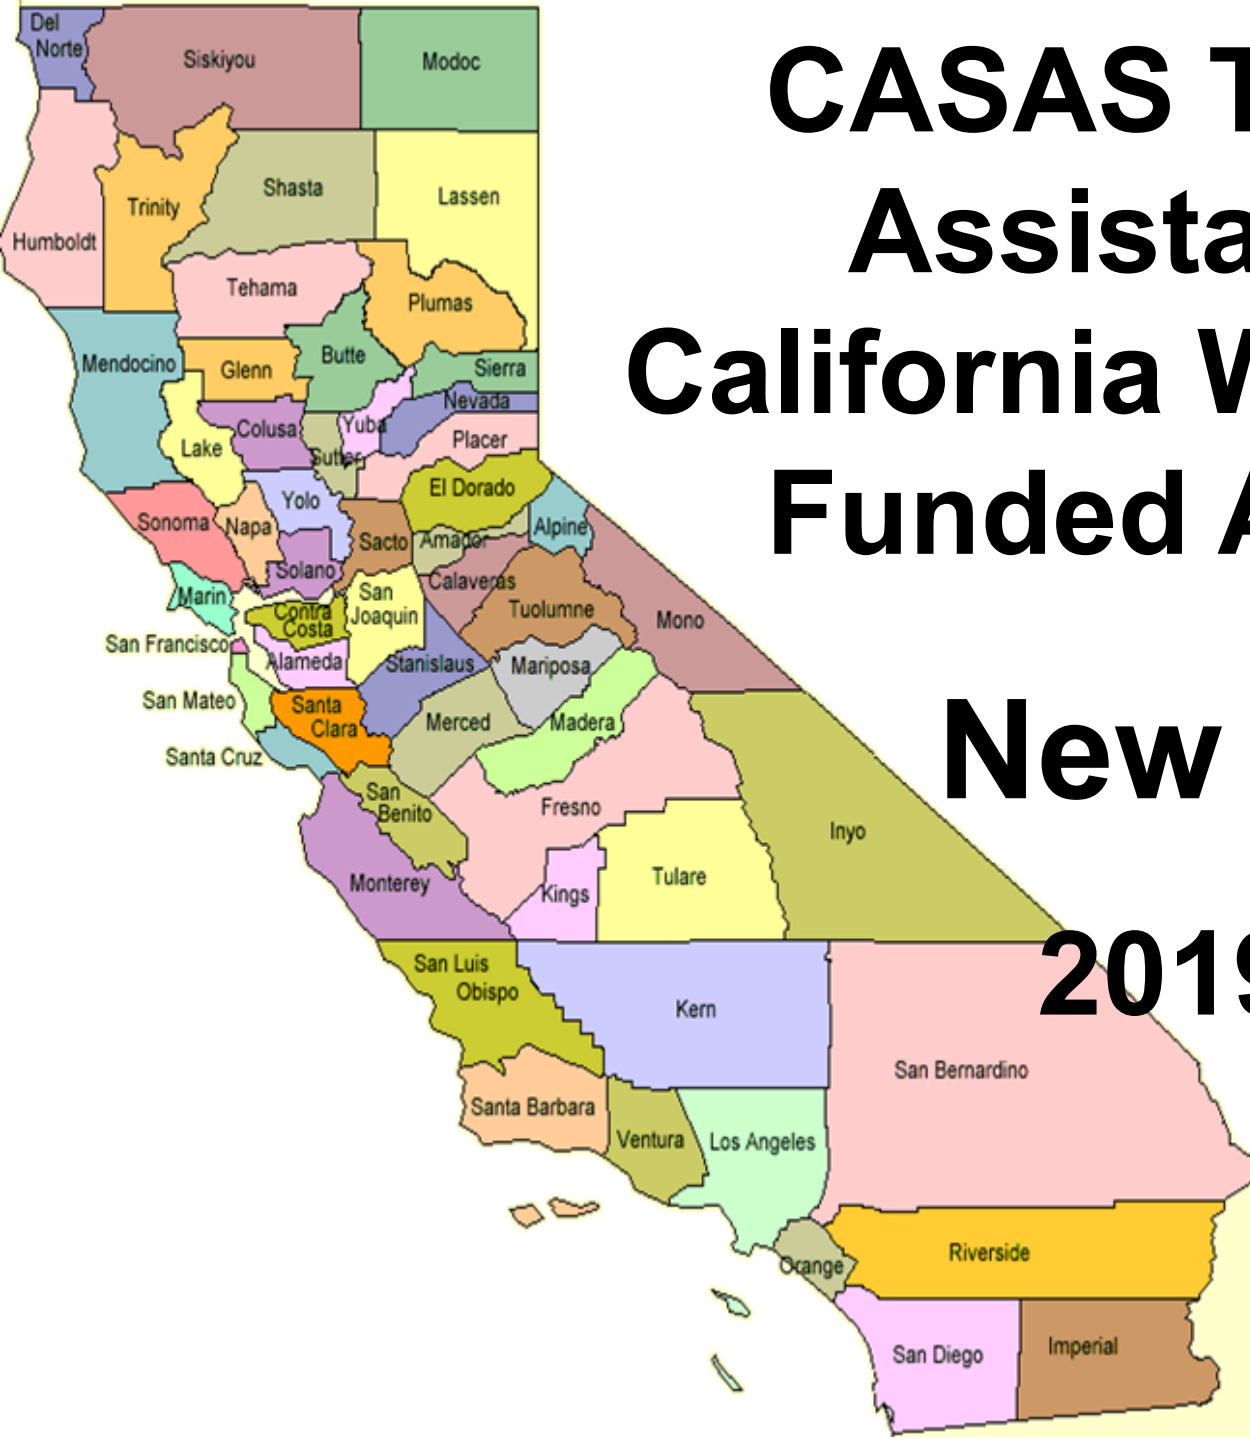 CASAS T
Assista
California W
Funded A
New
2019
Del
Norte
Siskiyou
Modoc
Humboldt
Trinity
Shasta
Lassen
Tehama
Plumas
Mendocino
Glenn
Butte
Sierra
Nevada
Lake
Colusa
Yuba
Sutter
Placer
Yolo
El Dorado
Sonoma
Napa
Sacto
Amador
Alpine
Solano
Calaveras
Marin
Contra
Costa
San
Joaquin
Tuolumne
Mono
San Francisco
Alameda
Stanislaus
Mariposa
San Mateo
Santa
Clara
Merced
Madera
Santa Cruz
San
Benito
Fresno
Inyo
Monterey
Kings
Tulare
San Luis
Obispo
Kern
San Bernardino
Santa Barbara
Ventura
Los Angeles
Orange
Riverside
San Diego
Imperial